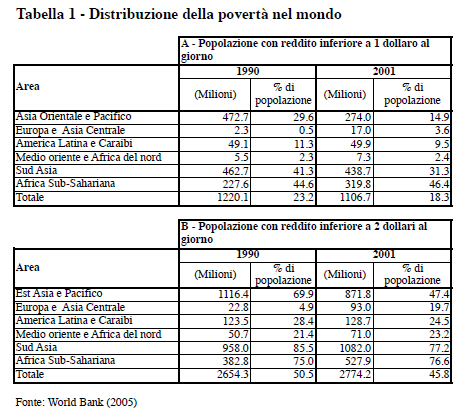 Tabella 1 - Distribuzione della povertà nel mondo
A - Popolazione con reddito inferiore a 1 dollaro al
giorno
Area 1990 2001
(Milioni) % di popolazione (Milioni) % di popolazione
Asia Orientale e Pacifico 472.7 29.6 274.0 14.9
Europa e Asia Centrale 2.3 0.5 17.0 3.6
America Latina e Caraibi 49.1 11.3 49.9 9.5
Medio oriente e Africa del nord 5.5 2.3 7.3 2.4
Sud Asia 462.7 41.3 438.7 31.3
Africa Sub-Sahariana 227.6 44.6 319.8 46.4
Totale 1220.1 23.2 1106.7 18.3
B - Popolazione con reddito inferiore a 2 dollari al
giorno
Area 1990 2001
(Milioni) % di popolazione (Milioni) % di popolazione
Est Asia e Pacifico 1116.4 69.9 871.8 47.4
Europa e Asia Centrale 22.8 4.9 93.0 19.7
America Latina e Caraibi 123.5 28.4 128.7 24.5
Medio oriente e Africa del nord 50.7 21.4 71.0 23.2
Sud Asia 958.0 85.5 1082.0 77.2
Africa Sub-Sahariana 382.8 75.0 527.9 76.6
Totale 2654.3 50.5 2774.2 45.8
Fonte: World Bank (2005)